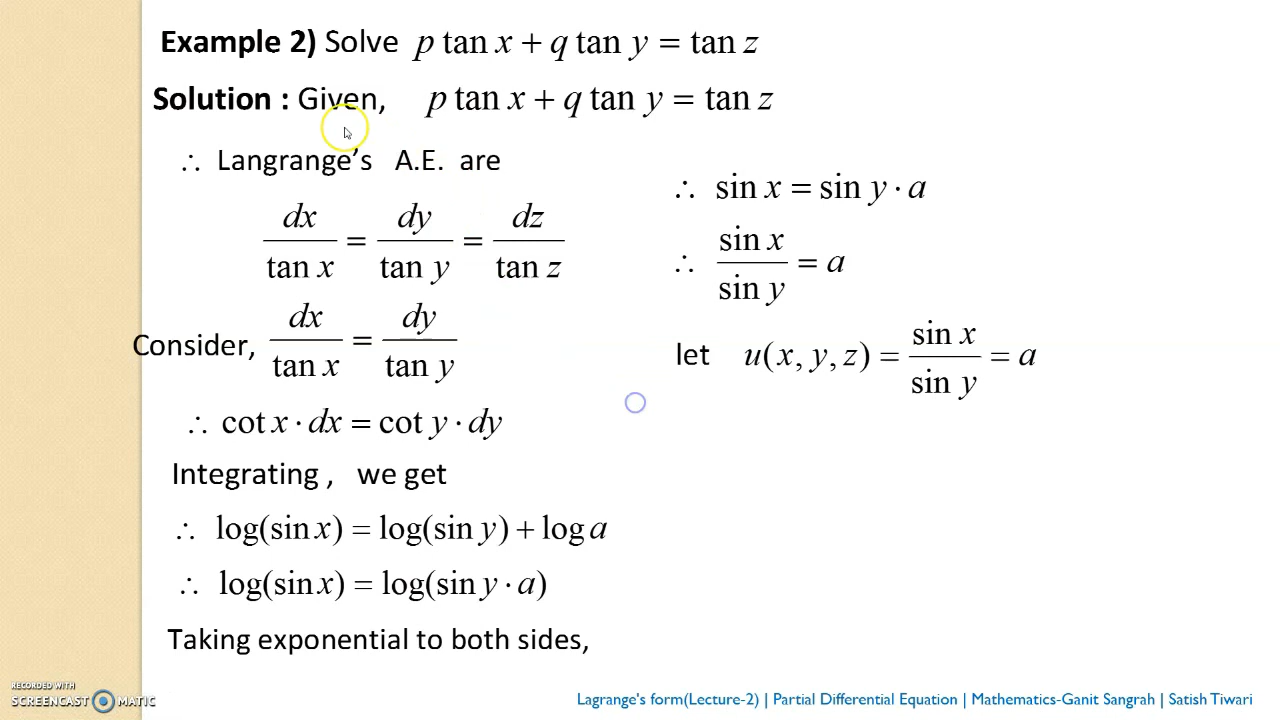 Example 2) Solve p tan x + q tan y = tan z
Solution : Given, p tan x + q tan y = tan z
∴ Langrange’s A.E. are
dx/tan x = dy/tan y = dz/tan z
Consider, dx/tan x = dy/tan y
∴ cot x · dx = cot y · dy
Integrating , we get
∴ log(sin x) = log(sin y) + log a
∴ log(sin x) = log(sin y · a)
Taking exponential to both sides,
∴ sin x = sin y · a
∴ sin x/sin y = a
let u(x, y, z) = sin x/sin y = a
RECORDED WITH
SCREENCAST MATIC
Lagrange's form(Lecture-2) | Partial Differential Equation | Mathematics-Ganit Sangrah | Satish Tiwari